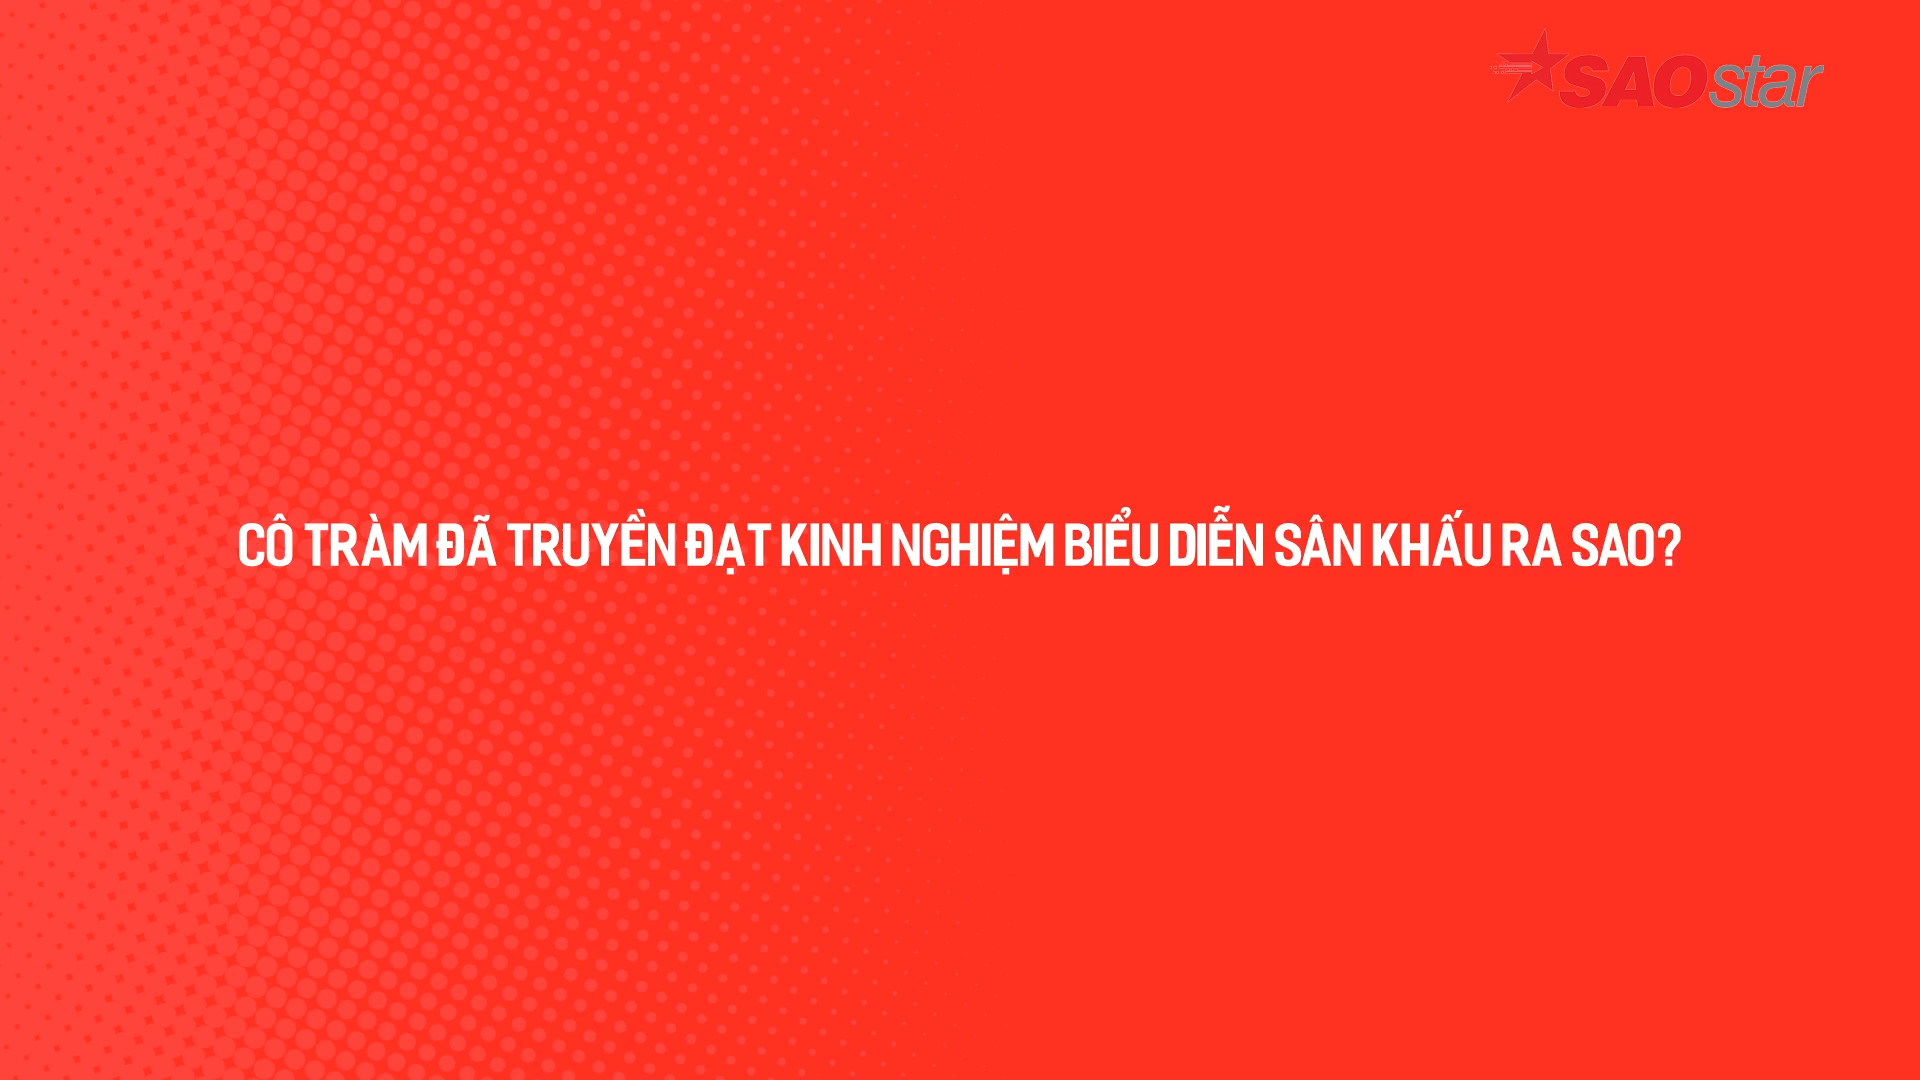 SAOstar
CÔ TRÀM ĐÃ TRUYỀN ĐẠT KINH NGHIỆM BIỂU DIỄN SÂN KHẤU RA SAO?